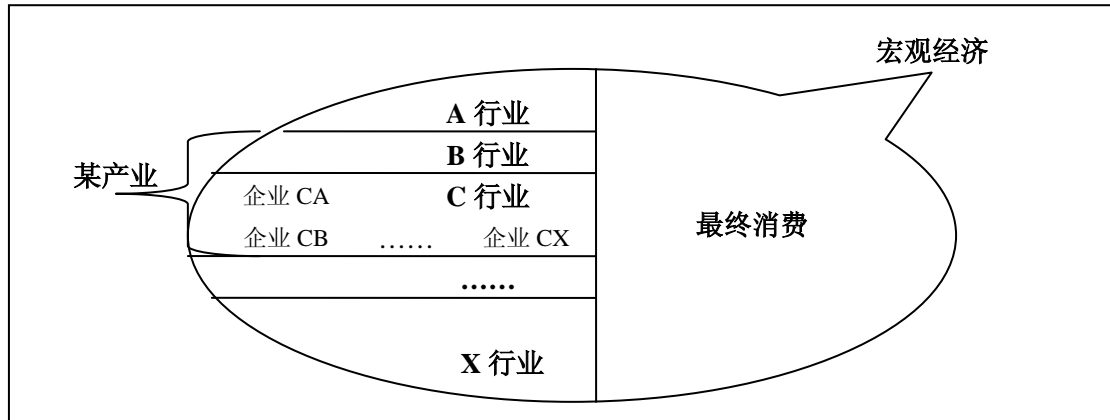 宏观经济
A 行业
B 行业
某产业
企业 CA
C 行业
最终消费
企业 CB
……
企业 CX
……
X 行业